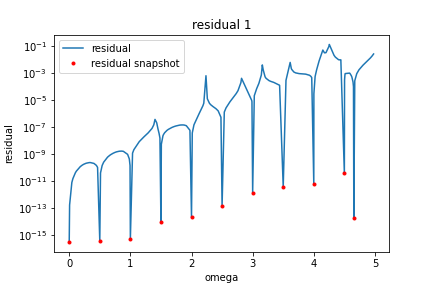 residual 1
residual
residual snapshot
10⁻¹
10⁻³
10⁻⁵
10⁻⁷
10⁻⁹
10⁻¹¹
10⁻¹³
10⁻¹⁵
residual
0 1 2 3 4 5
omega